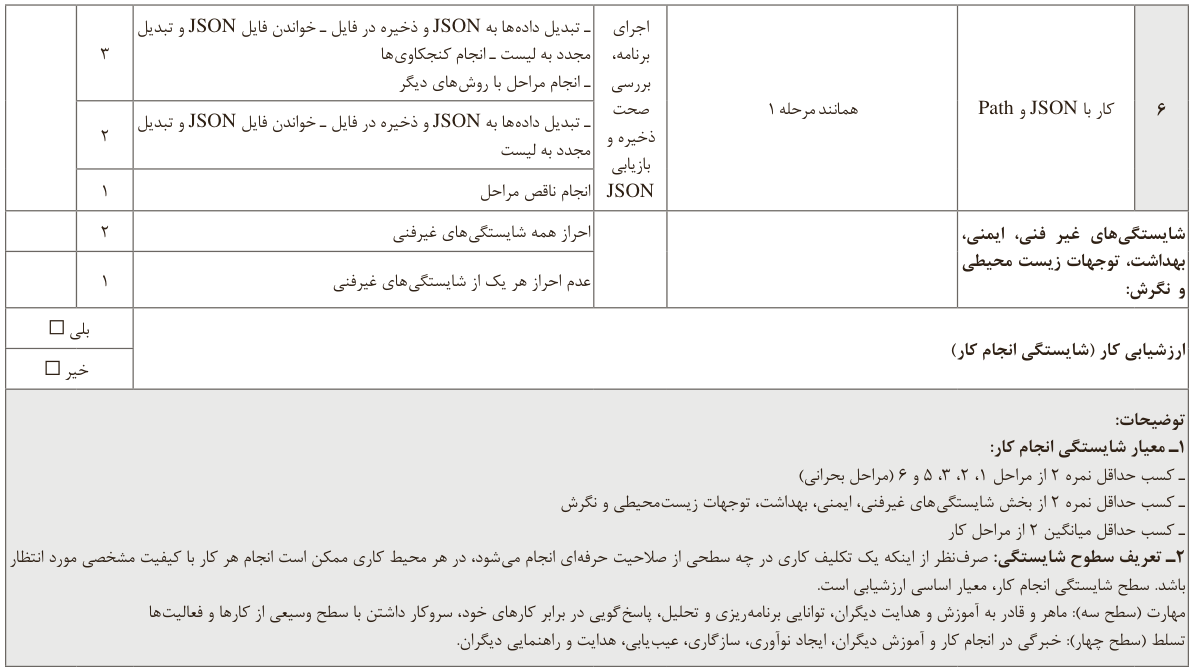 ۶
کار با JSON و Path
همانند مرحله ۱
اجرای
برنامه،
بررسی
صحت
ذخیره و
بازیابی
JSON
ـ تبدیل داده‌ها به JSON و ذخیره در فایل ـ خواندن فایل JSON و تبدیل
مجدد به لیست ـ انجام کنجکاوی‌ها
ـ انجام مراحل با روش‌های دیگر
۳
ـ تبدیل داده‌ها به JSON و ذخیره در فایل ـ خواندن فایل JSON و تبدیل
مجدد به لیست
۲
انجام ناقص مراحل
۱
شایستگی‌های غیر فنی، ایمنی،
بهداشت، توجهات زیست محیطی
و نگرش:
احراز همه شایستگی‌های غیرفنی
۲
عدم احراز هر یک از شایستگی‌های غیرفنی
۱
ارزشیابی کار (شایستگی انجام کار)
بلی □
خیر □
توضیحات:
۱ــ معیار شایستگی انجام کار:
ـ کسب حداقل نمره ۲ از مراحل ۱، ۲، ۳، ۵ و ۶ (مراحل بحرانی)
ـ کسب حداقل نمره ۲ از بخش شایستگی‌های غیرفنی، ایمنی، بهداشت، توجهات زیست‌محیطی و نگرش
ـ کسب حداقل میانگین ۲ از مراحل کار
۲ــ تعریف سطوح شایستگی: صرف‌نظر از اینکه یک تکلیف کاری در چه سطحی از صلاحیت حرفه‌ای انجام می‌شود، در هر محیط کاری ممکن است انجام هر کار با کیفیت مشخصی مورد انتظار
باشد. سطح شایستگی انجام کار، معیار اساسی ارزشیابی است.
مهارت (سطح سه): ماهر و قادر به آموزش و هدایت دیگران، توانایی برنامه‌ریزی و تحلیل، پاسخ‌گویی در برابر کارهای خود، سروکار داشتن با سطح وسیعی از کارها و فعالیت‌ها
تسلط (سطح چهار): خبرگی در انجام کار و آموزش دیگران، ایجاد نوآوری، سازگاری، عیب‌یابی، هدایت و راهنمایی دیگران.